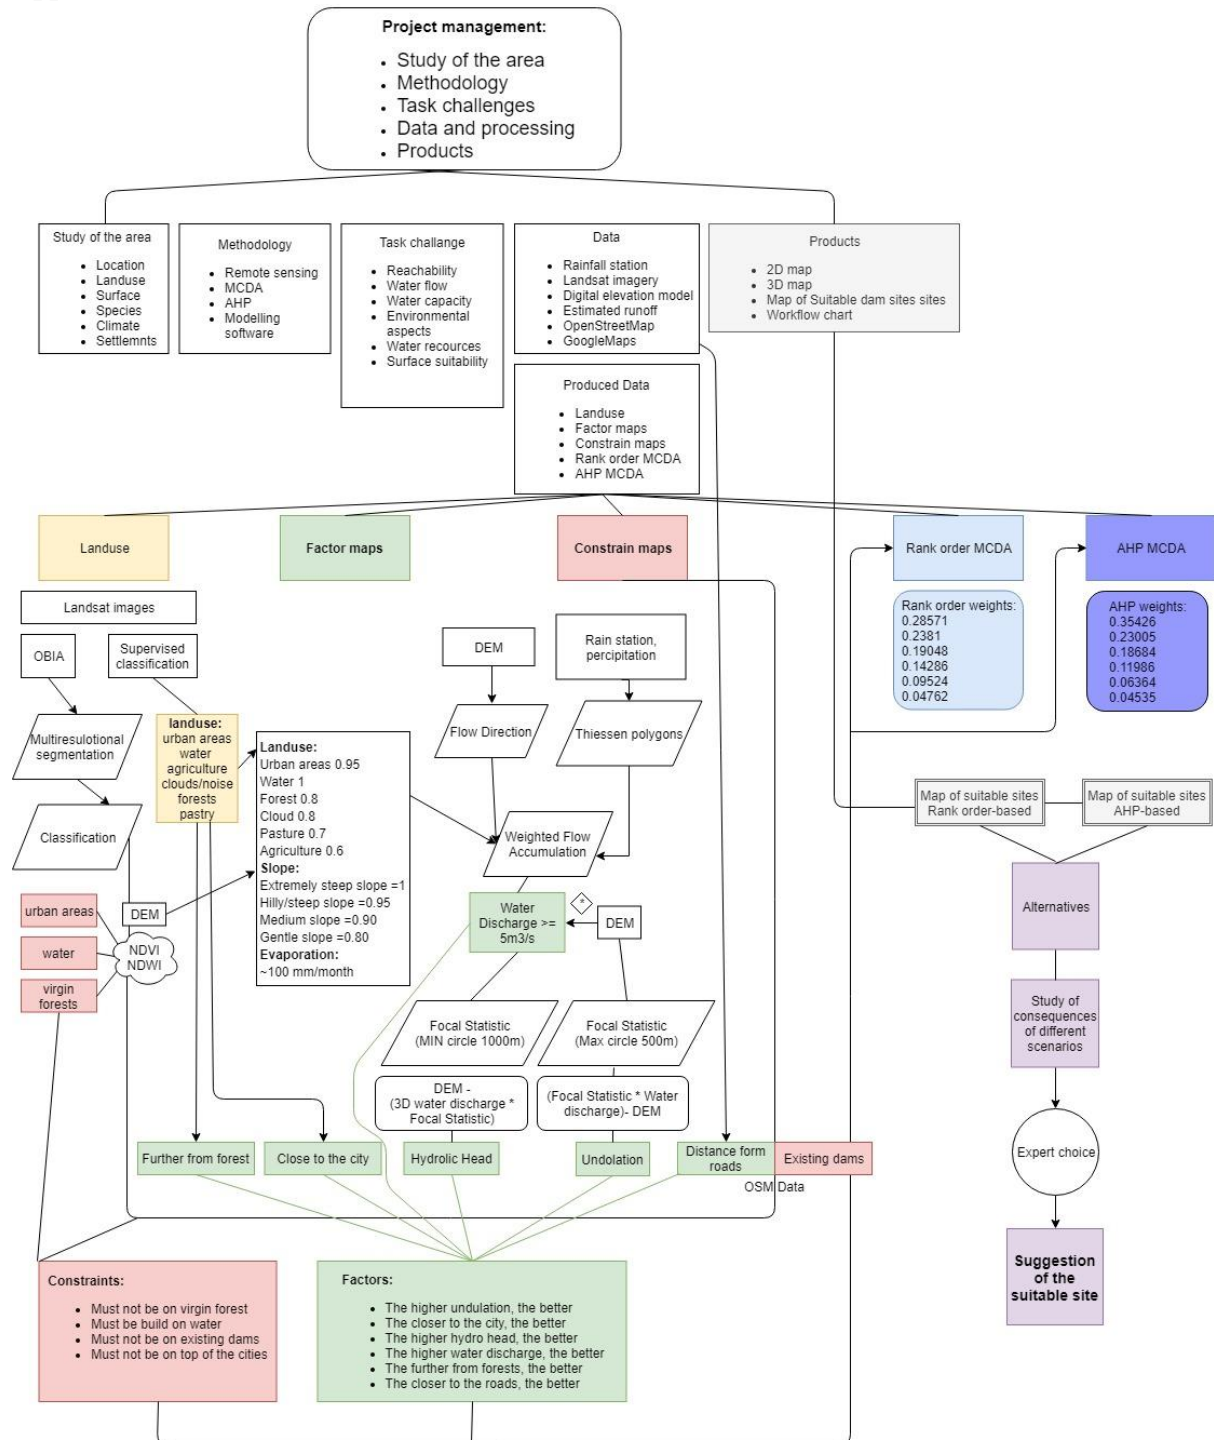 Project management:
• Study of the area
• Methodology
• Task challenges
• Data and processing
• Products
Study of the area
• Location
• Landuse
• Surface
• Species
• Climate
• Settlemnts
Methodology
• Remote sensing
• MCDA
• AHP
• Modelling
software
Task challange
• Reachability
• Water flow
• Water capacity
• Environmental
aspects
• Water recources
• Surface suitability
Data
• Rainfall station
• Landsat imagery
• Digital elevation model
• Estimated runoff
• OpenStreetMap
• GoogleMaps
Products
• 2D map
• 3D map
• Map of Suitable dam sites sites
• Workflow chart
Produced Data
• Landuse
• Factor maps
• Constrain maps
• Rank order MCDA
• AHP MCDA
Landuse
Factor maps
Constrain maps
Rank order MCDA
AHP MCDA
Landsat images
OBIA
Supervised
classification
DEM
Rain station,
percipitation
Rank order weights:
0.28571
0.2381
0.19048
0.14286
0.09524
0.04762
AHP weights:
0.35426
0.23005
0.18684
0.11986
0.06364
0.04535
Multiresulotional
segmentation
landuse:
urban areas
water
agriculture
clouds/noise
forests
pastry
Landuse:
Urban areas 0.95
Water 1
Forest 0.8
Cloud 0.8
Pasture 0.7
Agriculture 0.6
Slope:
Extremely steep slope =1
Hilly/steep slope =0.95
Medium slope =0.90
Gentle slope =0.80
Evaporation:
~100 mm/month
Flow Direction
Thiessen polygons
Classification
Weighted Flow
Accumulation
Map of suitable sites
Rank order-based
Map of suitable sites
AHP-based
urban areas
DEM
water
NDVI
NDWI
virgin
forests
Water
Discharge >=
5m3/s
*
DEM
Alternatives
Focal Statistic
(MIN circle 1000m)
Focal Statistic
(Max circle 500m)
Study of
consequences
of different
scenarios
DEM -
(3D water discharge *
Focal Statistic)
(Focal Statistic * Water
discharge)- DEM
Further from forest
Close to the city
Hydrolic Head
Undolation
Distance form
roads
Existing dams
OSM Data
Expert choice
Constraints:
• Must not be on virgin forest
• Must be build on water
• Must not be on existing dams
• Must not be on top of the cities
Factors:
• The higher undulation, the better
• The closer to the city, the better
• The higher hydro head, the better
• The higher water discharge, the better
• The further from forests, the better
• The closer to the roads, the better
Suggestion
of the
suitable site